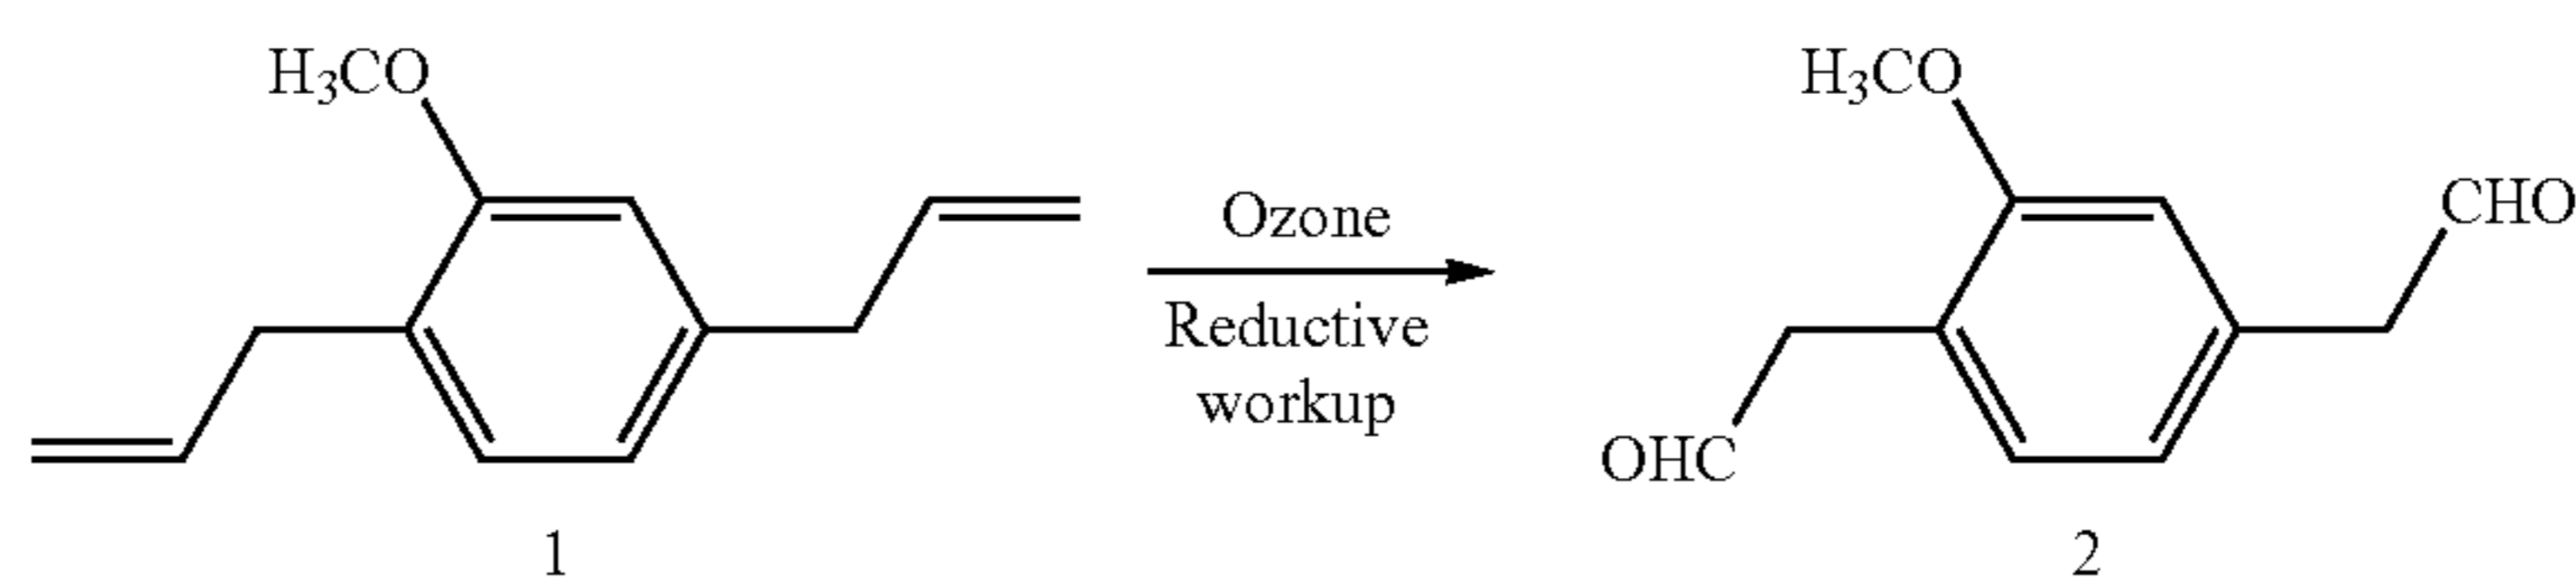 H₃CO
H₃CO
CHO
Ozone
Reductive
workup
OHC
1
2